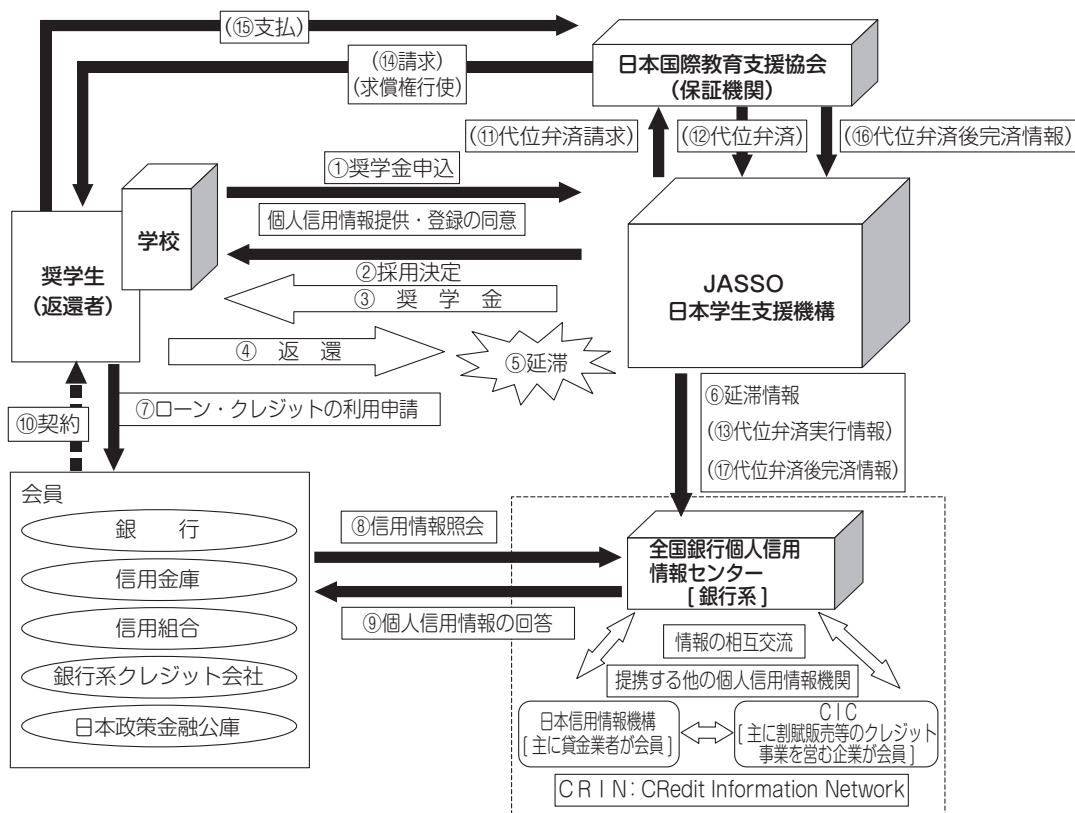 (⑮支払)
(⑭請求)
(求償権行使)
日本国際教育支援協会
(保証機関)
(⑪代位弁済請求)
(⑫代位弁済)
(⑯代位弁済後完済情報)
①奨学金申込
個人信用情報提供・登録の同意
学校
奨学生
(返還者)
②採用決定
③ 奨 学 金
JASSO
日本学生支援機構
④ 返 還
⑤延滞
⑥延滞情報
(⑬代位弁済実行情報)
(⑰代位弁済後完済情報)
⑦ローン・クレジットの利用申請
⑩契約
会員
銀 行
信用金庫
信用組合
銀行系クレジット会社
日本政策金融公庫
⑧信用情報照会
⑨個人信用情報の回答
全国銀行個人信用
情報センター
[ 銀行系 ]
情報の相互交流
提携する他の個人信用情報機関
日本信用情報機構
[ 主に貸金業者が会員 ]
C I C
[ 主に割賦販売等のクレジット
事業を営む企業が会員 ]
C R I N : CRedit Information Network